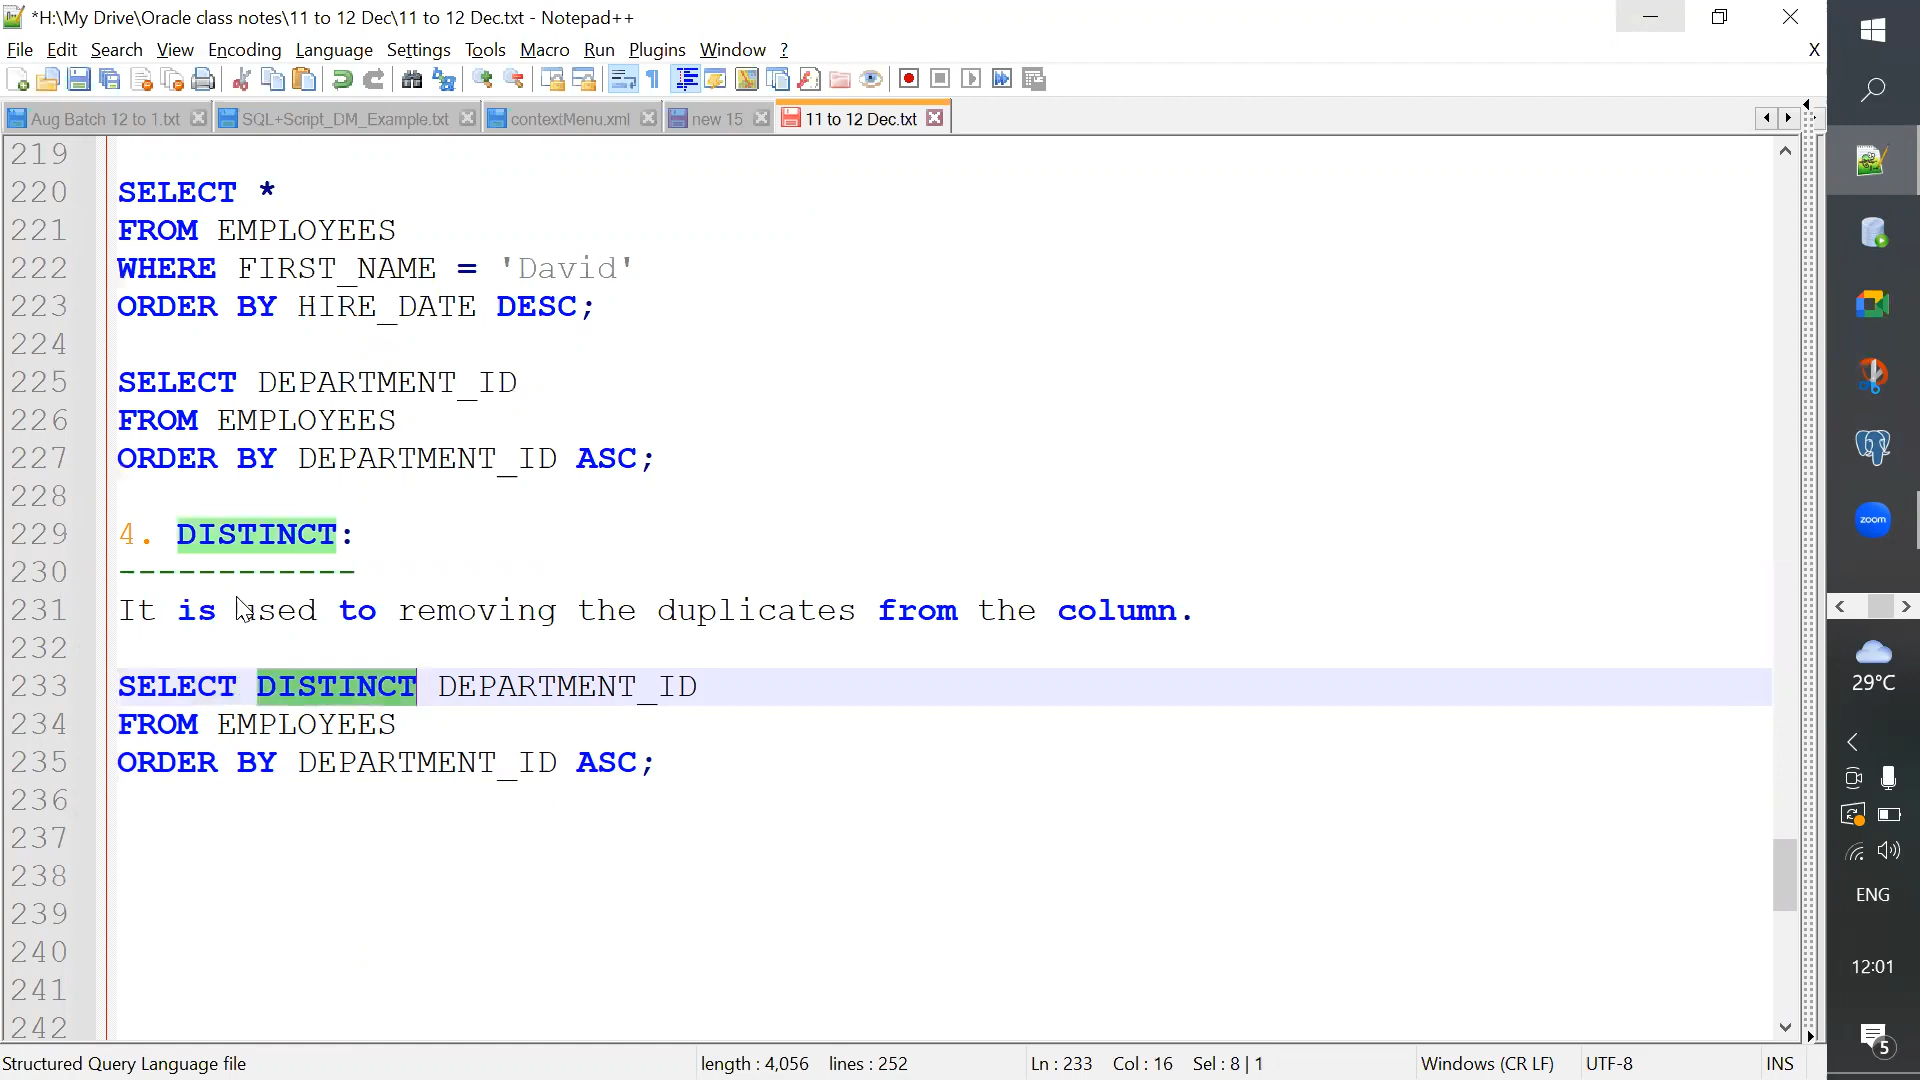 *H:\My Drive\Oracle class notes\11 to 12 Dec\11 to 12 Dec.txt - Notepad++
File Edit Search View Encoding Language Settings Tools Macro Run Plugins Window ? X
Aug Batch 12 to 1.txt SQL+Script_DM_Example.txt contextMenu.xml new 15 11 to 12 Dec.txt
219
220 SELECT *
221 FROM EMPLOYEES
222 WHERE FIRST_NAME = 'David'
223 ORDER BY HIRE_DATE DESC;
224
225 SELECT DEPARTMENT_ID
226 FROM EMPLOYEES
227 ORDER BY DEPARTMENT_ID ASC;
228
229 4. DISTINCT:
230 ------------
231 It is used to removing the duplicates from the column.
232
233 SELECT DISTINCT DEPARTMENT_ID
234 FROM EMPLOYEES
235 ORDER BY DEPARTMENT_ID ASC;
236
237
238
239
240
241
242
Structured Query Language file length : 4,056 lines : 252 Ln : 233 Col : 16 Sel : 8 | 1 Windows (CR LF) UTF-8 INS
zoom
29°C
ENG
12:01
5